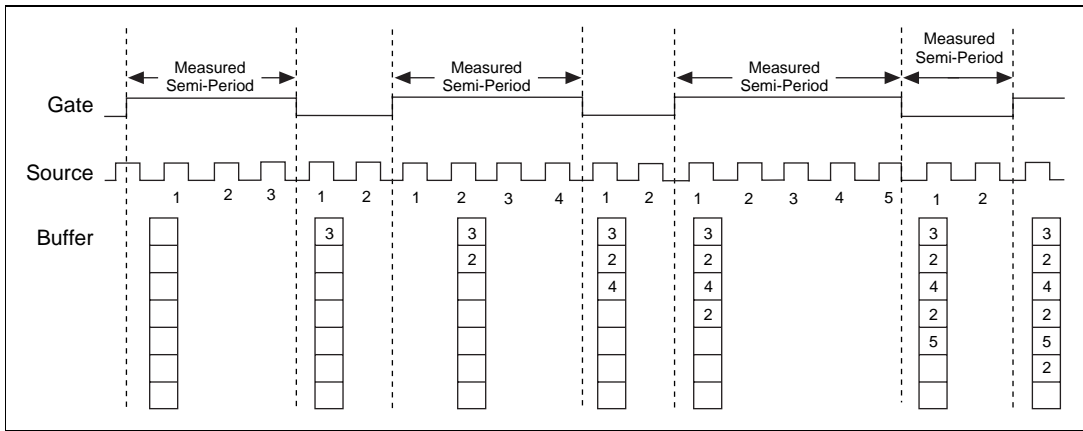 Measured
Semi-Period
Measured
Semi-Period
Measured
Semi-Period
Measured
Semi-Period
Gate
Source
1 2 3 1 2 1 2 3 4 1 2 1 2 3 4 5 1 2
Buffer
3 3 3 3 3 3
2 2 2 2 2
4 4 4 4
2 2 2
5 5
2